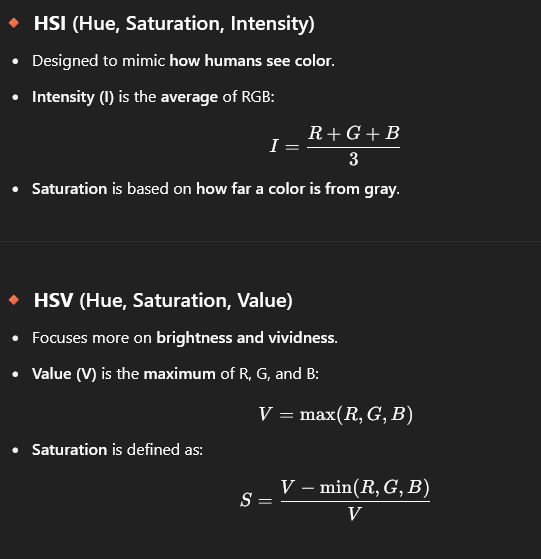 HSI (Hue, Saturation, Intensity)
Designed to mimic how humans see color.
Intensity (I) is the average of RGB:
I = \frac{R + G + B}{3}
Saturation is based on how far a color is from gray.
HSV (Hue, Saturation, Value)
Focuses more on brightness and vividness.
Value (V) is the maximum of R, G, and B:
V = max(R, G, B)
Saturation is defined as:
S = \frac{V − min(R, G, B)}{V}